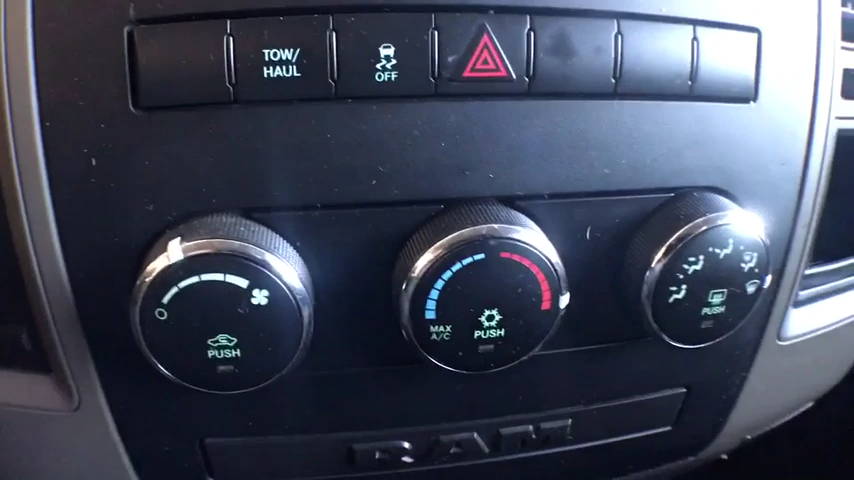 TOW/
HAUL
OFF
PUSH
MAX
A/C
PUSH
PUSH
RAM